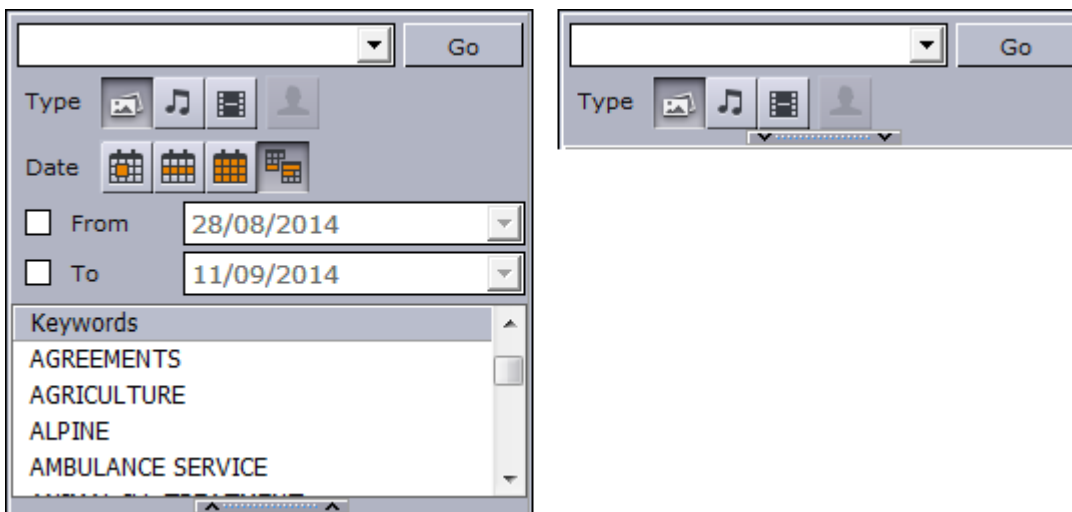 Go
Type
Date
From 28/08/2014
To 11/09/2014
Keywords
AGREEMENTS
AGRICULTURE
ALPINE
AMBULANCE SERVICE
Go
Type